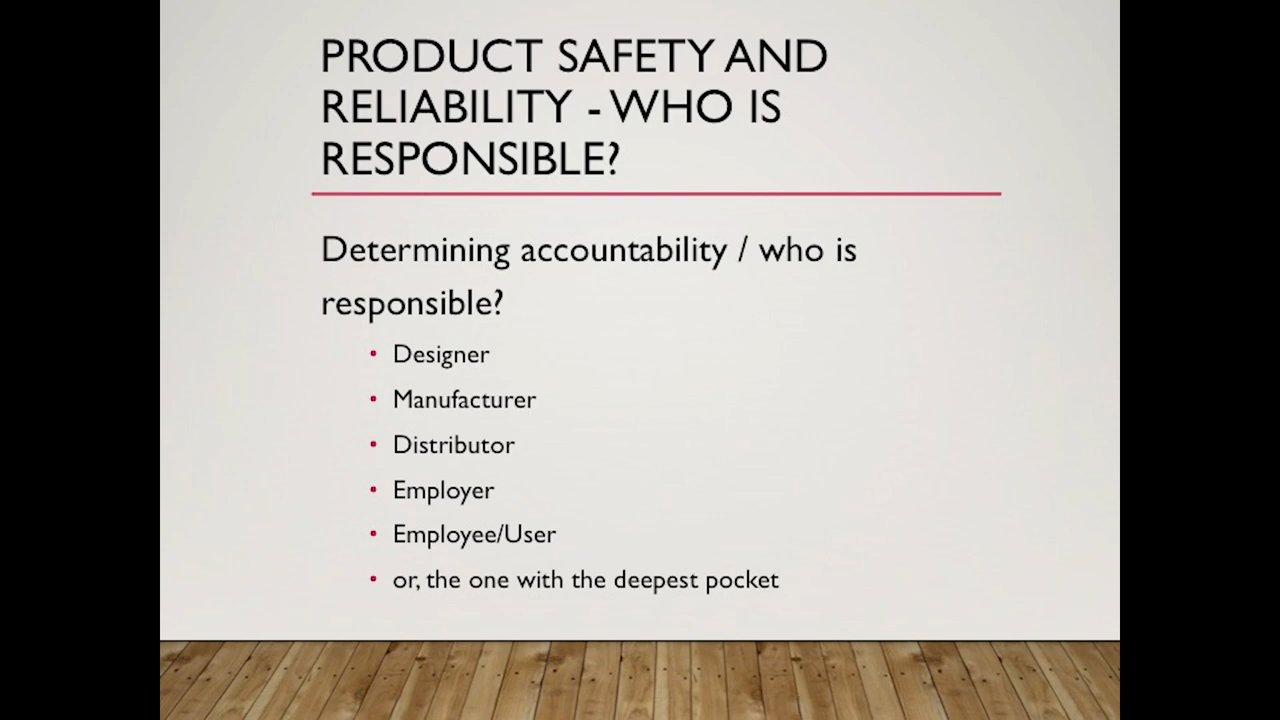 PRODUCT SAFETY AND
RELIABILITY - WHO IS
RESPONSIBLE?
Determining accountability / who is
responsible?
• Designer
• Manufacturer
• Distributor
• Employer
• Employee/User
• or, the one with the deepest pocket